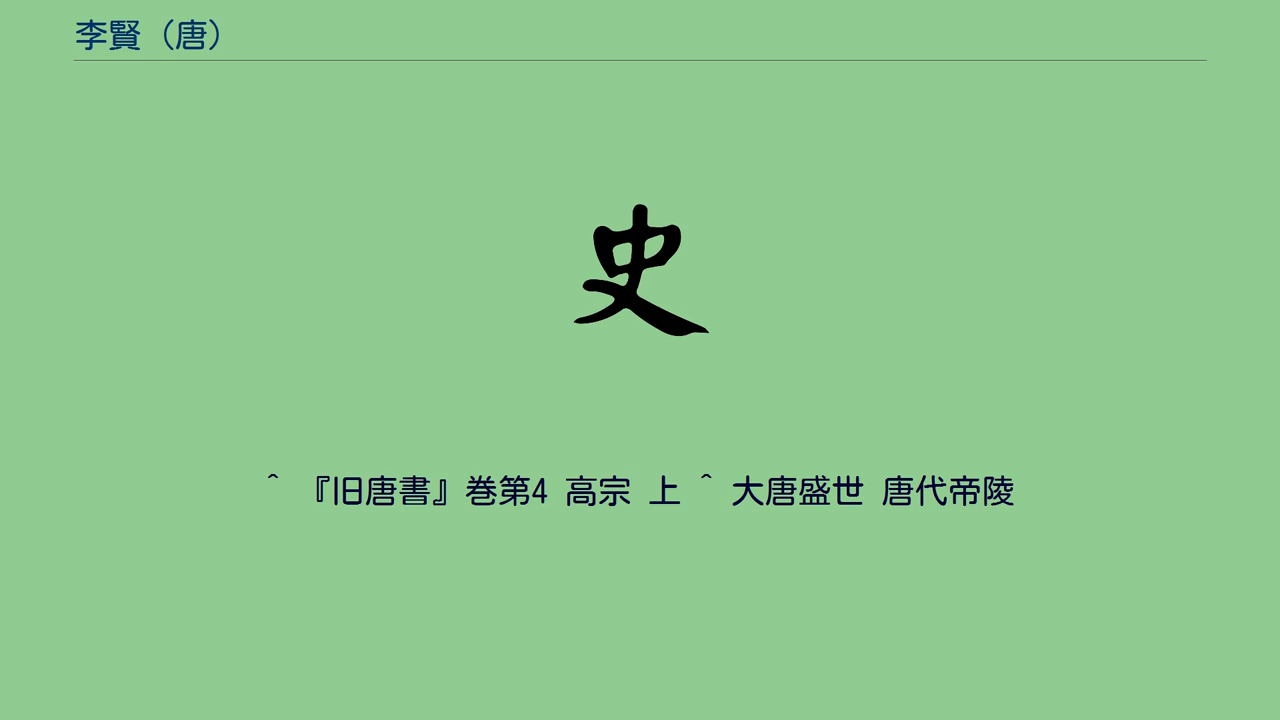 李賢（唐）
史
＾ 『旧唐書』巻第4 高宗 上 ＾ 大唐盛世 唐代帝陵